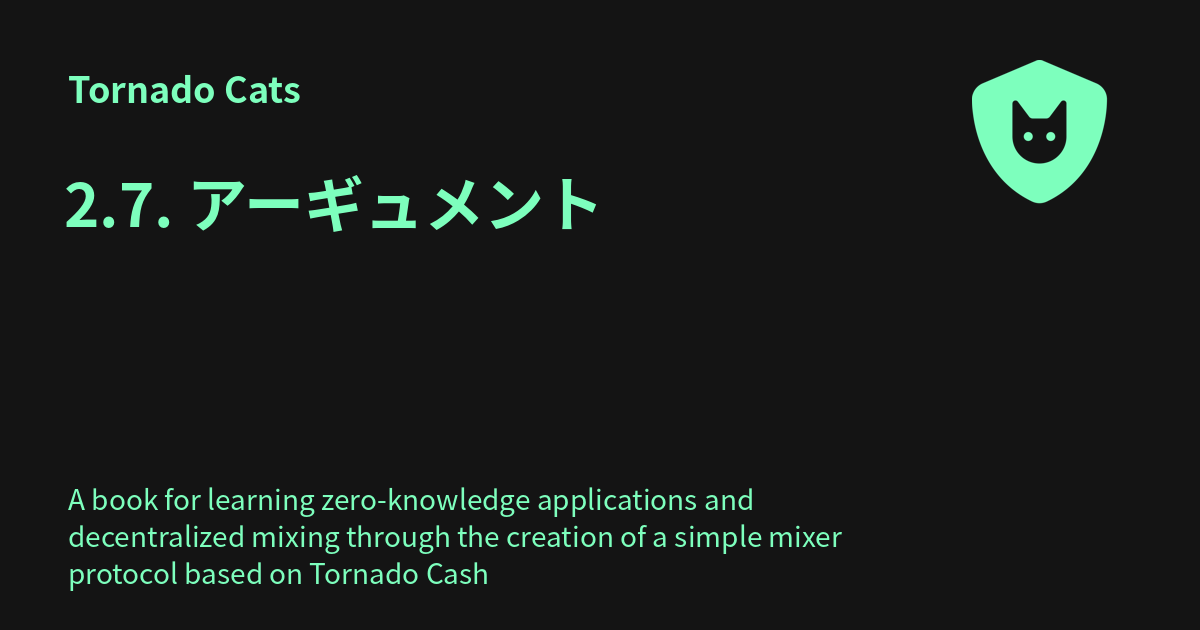 Tornado Cats
2.7. アーギュメント
A book for learning zero-knowledge applications and
decentralized mixing through the creation of a simple mixer
protocol based on Tornado Cash